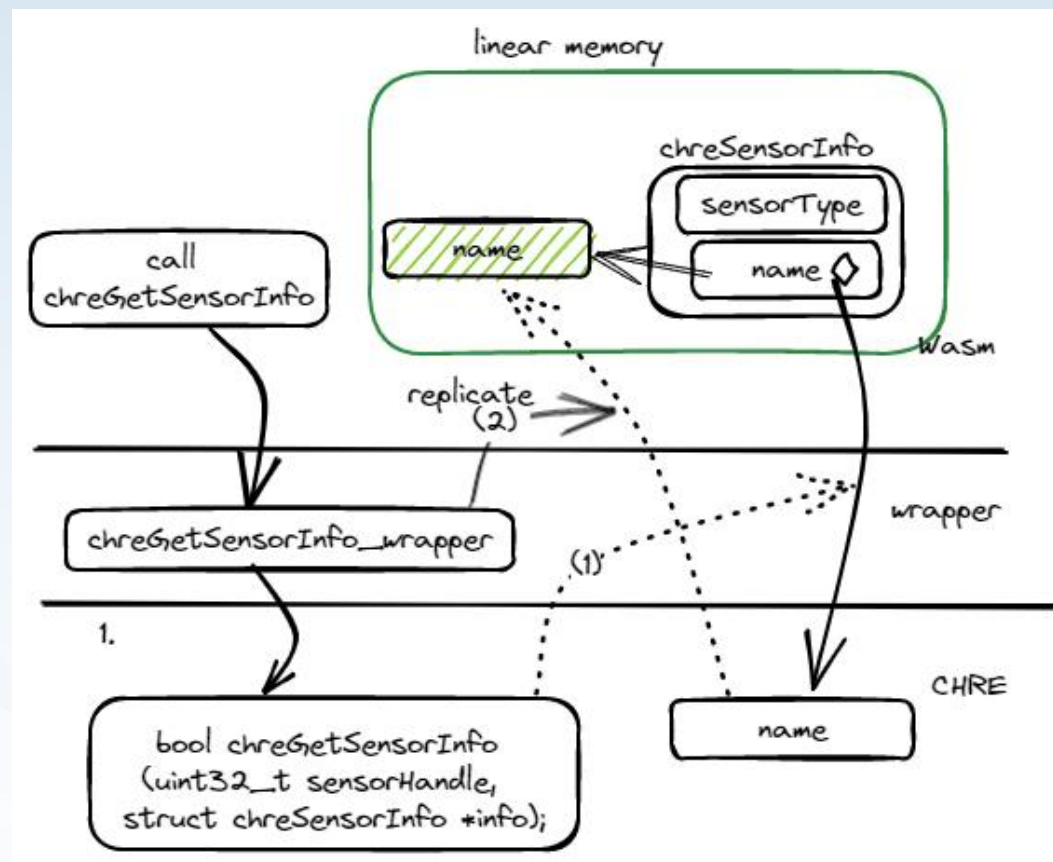 linear memory
chreSensorInfo
sensorType
name
name
call
chreGetSensorInfo
Wasm
replicate
(2)
chreGetSensorInfo_wrapper
wrapper
(1)
1.
CHRE
name
bool chreGetSensorInfo
(uint32_t sensorHandle,
struct chreSensorInfo *info);